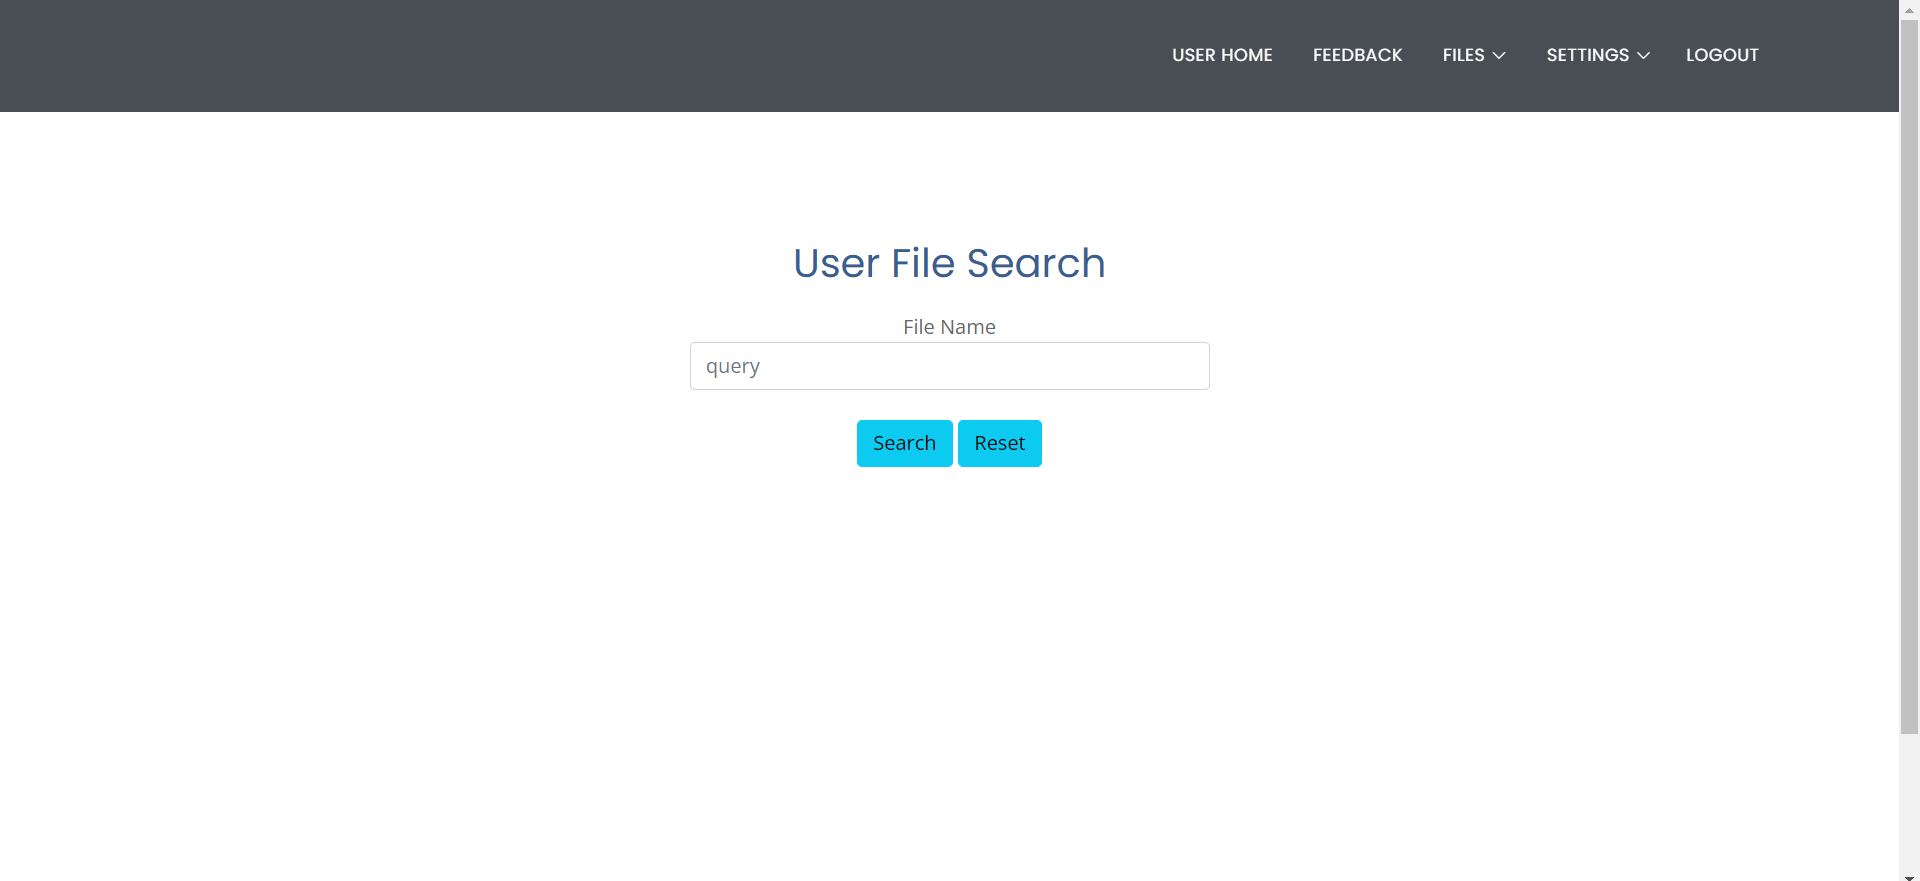 USER HOME FEEDBACK FILES SETTINGS LOGOUT
User File Search
File Name
query
Search Reset